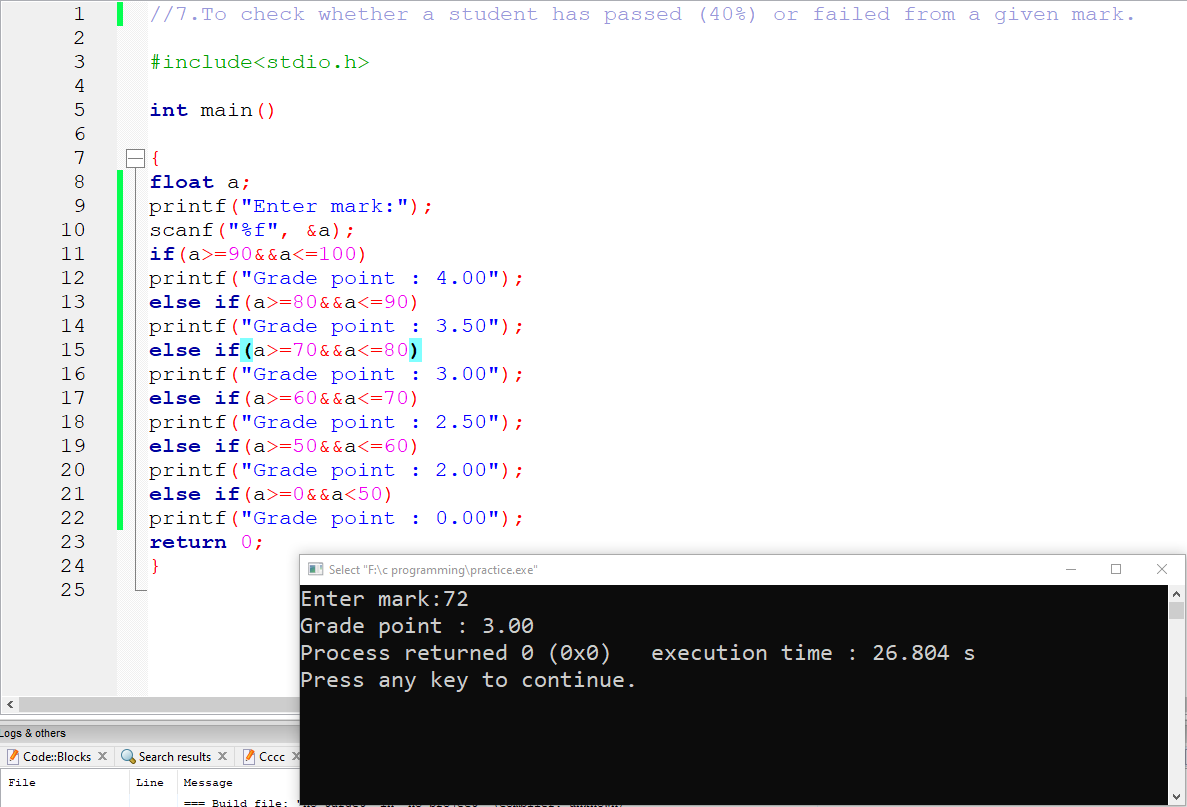 1 //7.To check whether a student has passed (40%) or failed from a given mark.
2
3 #include<stdio.h>
4
5 int main()
6
7 {
8 float a;
9 printf("Enter mark:");
10 scanf("%f", &a);
11 if(a>=90&&a<=100)
12 printf("Grade point : 4.00");
13 else if(a>=80&&a<=90)
14 printf("Grade point : 3.50");
15 else if(a>=70&&a<=80)
16 printf("Grade point : 3.00");
17 else if(a>=60&&a<=70)
18 printf("Grade point : 2.50");
19 else if(a>=50&&a<=60)
20 printf("Grade point : 2.00");
21 else if(a>=0&&a<50)
22 printf("Grade point : 0.00");
23 return 0;
24 }
25
Select "F:\c programming\practice.exe"
Enter mark:72
Grade point : 3.00
Process returned 0 (0x0)   execution time : 26.804 s
Press any key to continue.
Logs & others
Code::Blocks Search results Cccc
File Line Message
=== Build file: